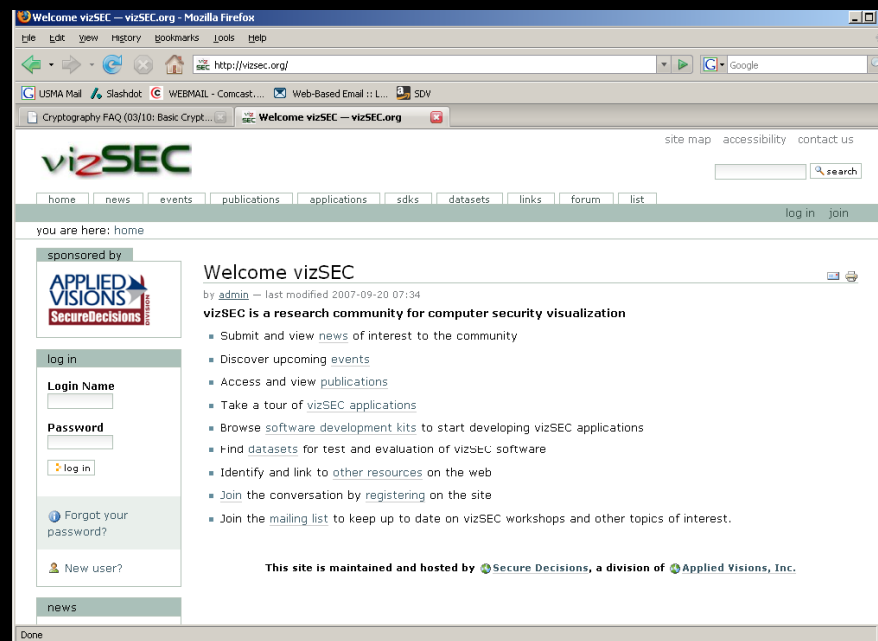 Welcome vizSEC — vizSEC.org - Mozilla Firefox
File Edit View History Bookmarks Tools Help
http://vizsec.org/
Google
USMA Mail Slashdot WEBMAIL - Comcast.... Web-Based Email :: L... SDV
Cryptography FAQ (03/10: Basic Crypt... Welcome vizSEC — vizSEC.org
site map accessibility contact us
vizSEC
search
home news events publications applications sdks datasets links forum list
log in join
you are here: home
sponsored by
APPLIED
VISIONS
SecureDecisions
DIVISION
Welcome vizSEC
by admin — last modified 2007-09-20 07:34
vizSEC is a research community for computer security visualization
Submit and view news of interest to the community
Discover upcoming events
Access and view publications
Take a tour of vizSEC applications
Browse software development kits to start developing vizSEC applications
Find datasets for test and evaluation of vizSEC software
Identify and link to other resources on the web
Join the conversation by registering on the site
Join the mailing list to keep up to date on vizSEC workshops and other topics of interest.
This site is maintained and hosted by Secure Decisions, a division of Applied Visions, Inc.
log in
Login Name
Password
log in
Forgot your
password?
New user?
news
Done